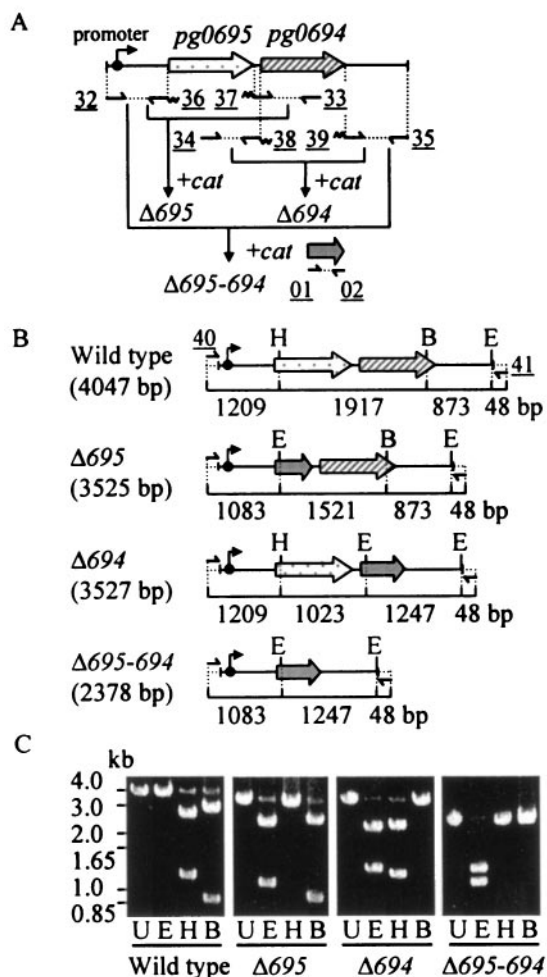 A
promoter pg0695 pg0694
32 36 37 33
34 38 39 35
+cat +cat
Δ695 Δ694
+cat
Δ695-694 01 02
B
40 H B E
Wild type
(4047 bp) 41
1209 1917 873 48 bp
E B E
Δ695
(3525 bp)
1083 1521 873 48 bp
H E E
Δ694
(3527 bp)
1209 1023 1247 48 bp
E E
Δ695-694
(2378 bp)
1083 1247 48 bp
C
kb
4.0
3.0
2.0
1.65
1.0
0.85
U E H B U E H B U E H B U E H B
Wild type Δ695 Δ694 Δ695-694